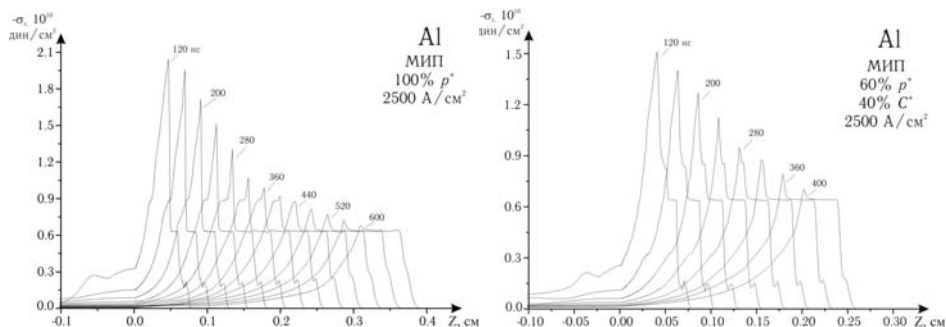 -σz, 10¹⁰
дин/см²
2.1
1.8
1.5
1.2
0.9
0.6
0.3
0.0
-0.1
0.0
0.1
0.2
0.3
0.4
Z, см
120 нс
200
280
360
440
520
600
Al
МИП
100% p⁺
2500 А/см²
-σz, 10¹⁰
дин/см²
1.5
1.2
0.9
0.6
0.3
0.0
-0.10
-0.05
0.00
0.05
0.10
0.15
0.20
0.25
0.30
Z, см
120 нс
200
280
360
400
Al
МИП
60% p⁺
40% C⁺
2500 А/см²